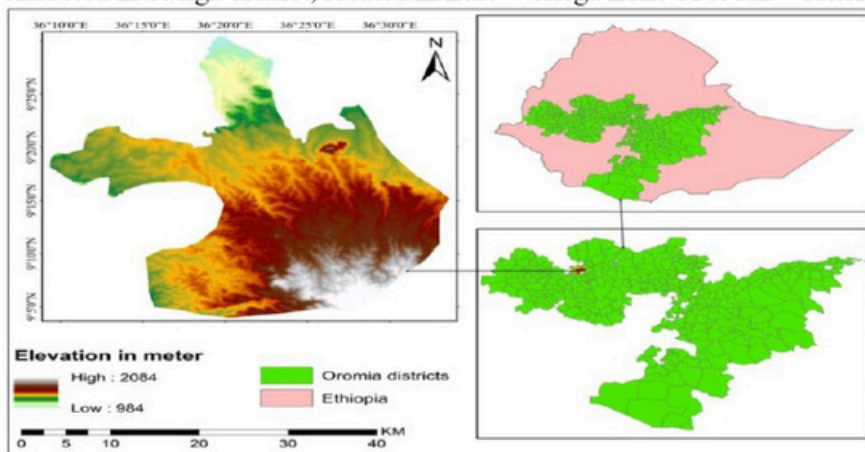 36°10'0"E 36°15'0"E 36°20'0"E 36°25'0"E 36°30'0"E
N
9°25'0"N
9°20'0"N
9°15'0"N
9°10'0"N
9°5'0"N
Elevation in meter
High : 2084
Low : 984
Oromia districts
Ethiopia
KM
0 5 10 20 30 40